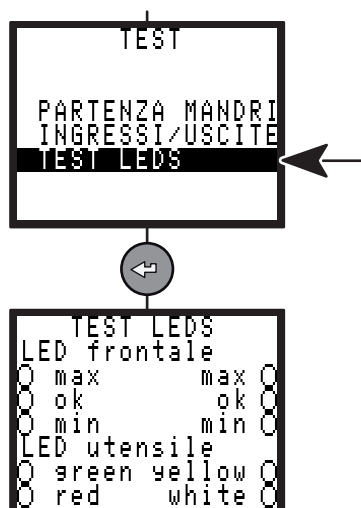 TEST
PARTENZA MANDRI
INGRESSI/USCITE
TEST LEDS
TEST LEDS
LED frontale
max max
ok ok
min min
LED utensile
green yellow
red white